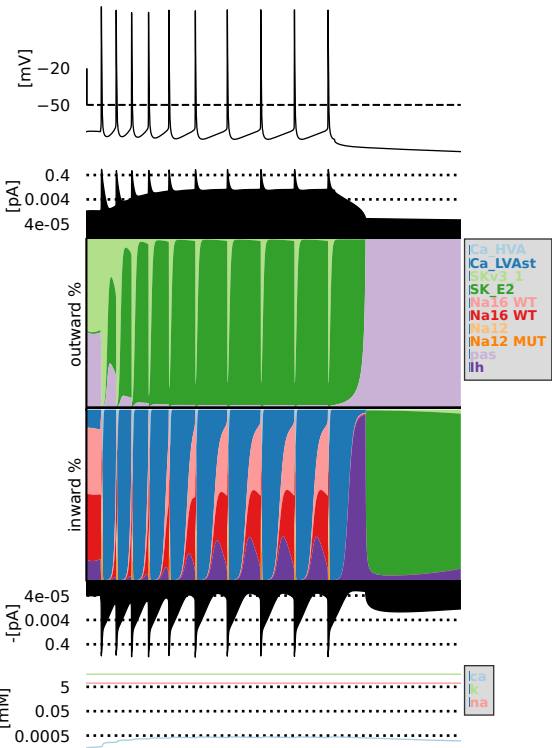 [mV]
−20
−50
[pA]
0.4
0.004
4e-05
outward %
Ca_HVA
Ca_LVAst
SKv3_1
SK_E2
Na16 WT
Na16 WT
Na12
Na12 MUT
pas
Ih
inward %
-[pA]
4e-05
0.004
0.4
[mM]
5
0.05
0.0005
ca
k
na